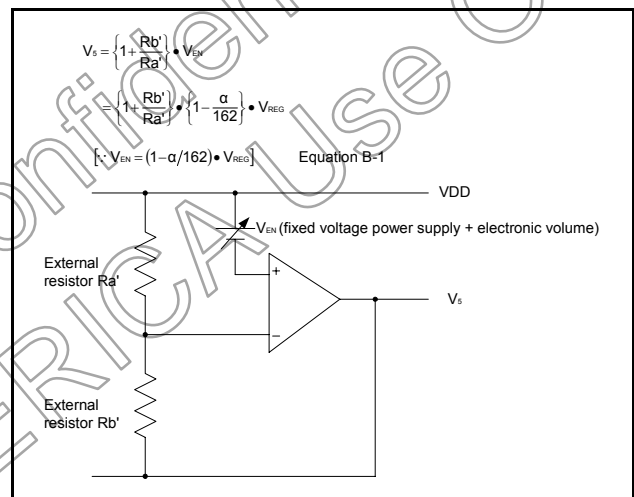 V5 = {1+ Rb'/Ra'} • VEN
= {1+ Rb'/Ra'} • {1− α/162} • VREG
[∵ VEN = (1−α/162) • VREG] Equation B-1
VDD
VEN (fixed voltage power supply + electronic volume)
External
resistor Ra'
+
−
V5
External
resistor Rb'